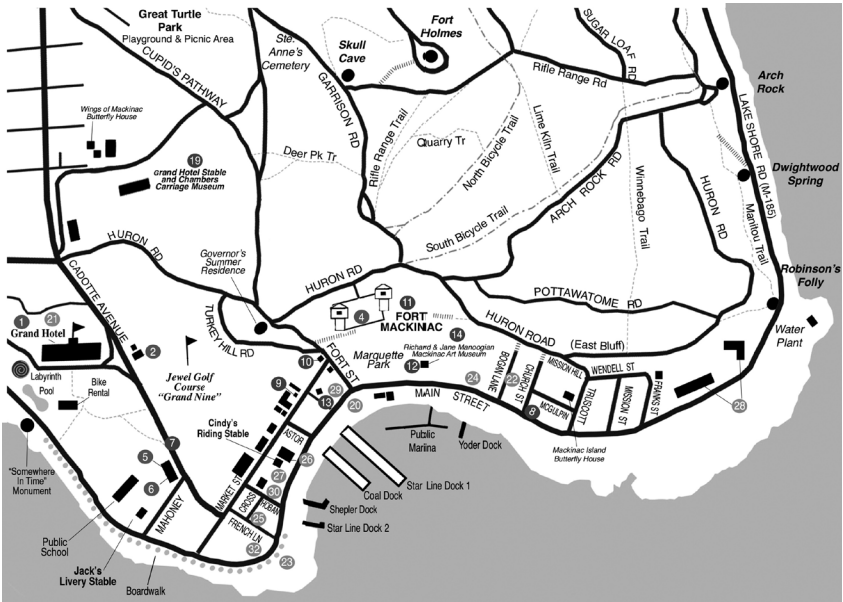 Great Turtle
Park
Playground & Picnic Area
CUPID'S PATHWAY
Ste.
Anne's
Cemetery
Skull
Cave
Fort
Holmes
SUGAR LOAF RD
Rifle Range Rd
Arch
Rock
GARRISON RD
Rifle Range Trail
Quarry Tr
North Bicycle Trail
Lime Kiln Trail
LAKE SHORE RD (M-185)
Wings of Mackinac
Butterfly House
19
Grand Hotel Stable
and Chambers
Carriage Museum
Deer Pk Tr
South Bicycle Trail
ARCH ROCK RD
Winnebago Trail
HURON RD
Manitou Trail
Dwightwood
Spring
HURON RD
Governor's
Summer
Residence
HURON RD
POTTAWATOME RD
Robinson's
Folly
CADOTTE AVENUE
TURKEY HILL RD
4
11
FORT
MACKINAC
14
HURON ROAD
(East Bluff)
Water
Plant
1
21
Grand Hotel
2
Labyrinth
Pool
Bike
Rental
Jewel Golf
Course
"Grand Nine"
10
FORT ST
Marquette
Park
Richard & Jane Manoogian
Mackinac Art Museum
12
9
13
29
20
MAIN
STREET
24
BOGAN LANE
22
CHURCH ST
8
MISSION HILL
McGULPIN
WENDELL ST
TRUSCOTT
MISSION ST
FRANKS ST
28
Mackinac Island
Butterfly House
Cindy's
Riding Stable
ASTOR
26
27
30
MARKET ST
CROSS
HOBAN
25
FRENCH LN
32
23
Public
Marina
Yoder Dock
Star Line Dock 1
Coal Dock
Shepler Dock
Star Line Dock 2
"Somewhere
In Time"
Monument
7
5
6
MAHONEY
Public
School
Jack's
Livery Stable
Boardwalk